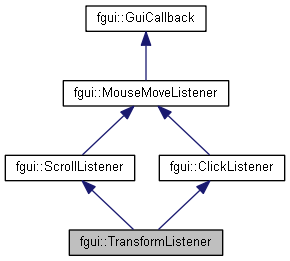 fgui::GuiCallback
fgui::MouseMoveListener
fgui::ScrollListener
fgui::ClickListener
fgui::TransformListener